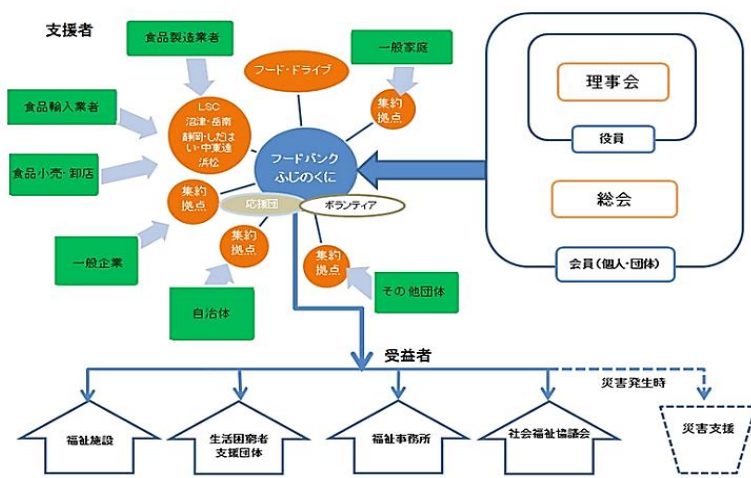 支援者
食品製造業者
フード・ドライブ
一般家庭
食品輸入業者
LSC
沼津・岳南
静岡・しだはい・中東遠
浜松
集約
拠点
理事会
役員
食品小売・卸店
フードバンク
ふじのくに
集約
拠点
応援団
ボランティア
総会
一般企業
集約
拠点
集約
拠点
会員(個人・団体)
自治体
その他団体
受益者
災害発生時
福祉施設
生活困窮者
支援団体
福祉事務所
社会福祉協議会
災害支援